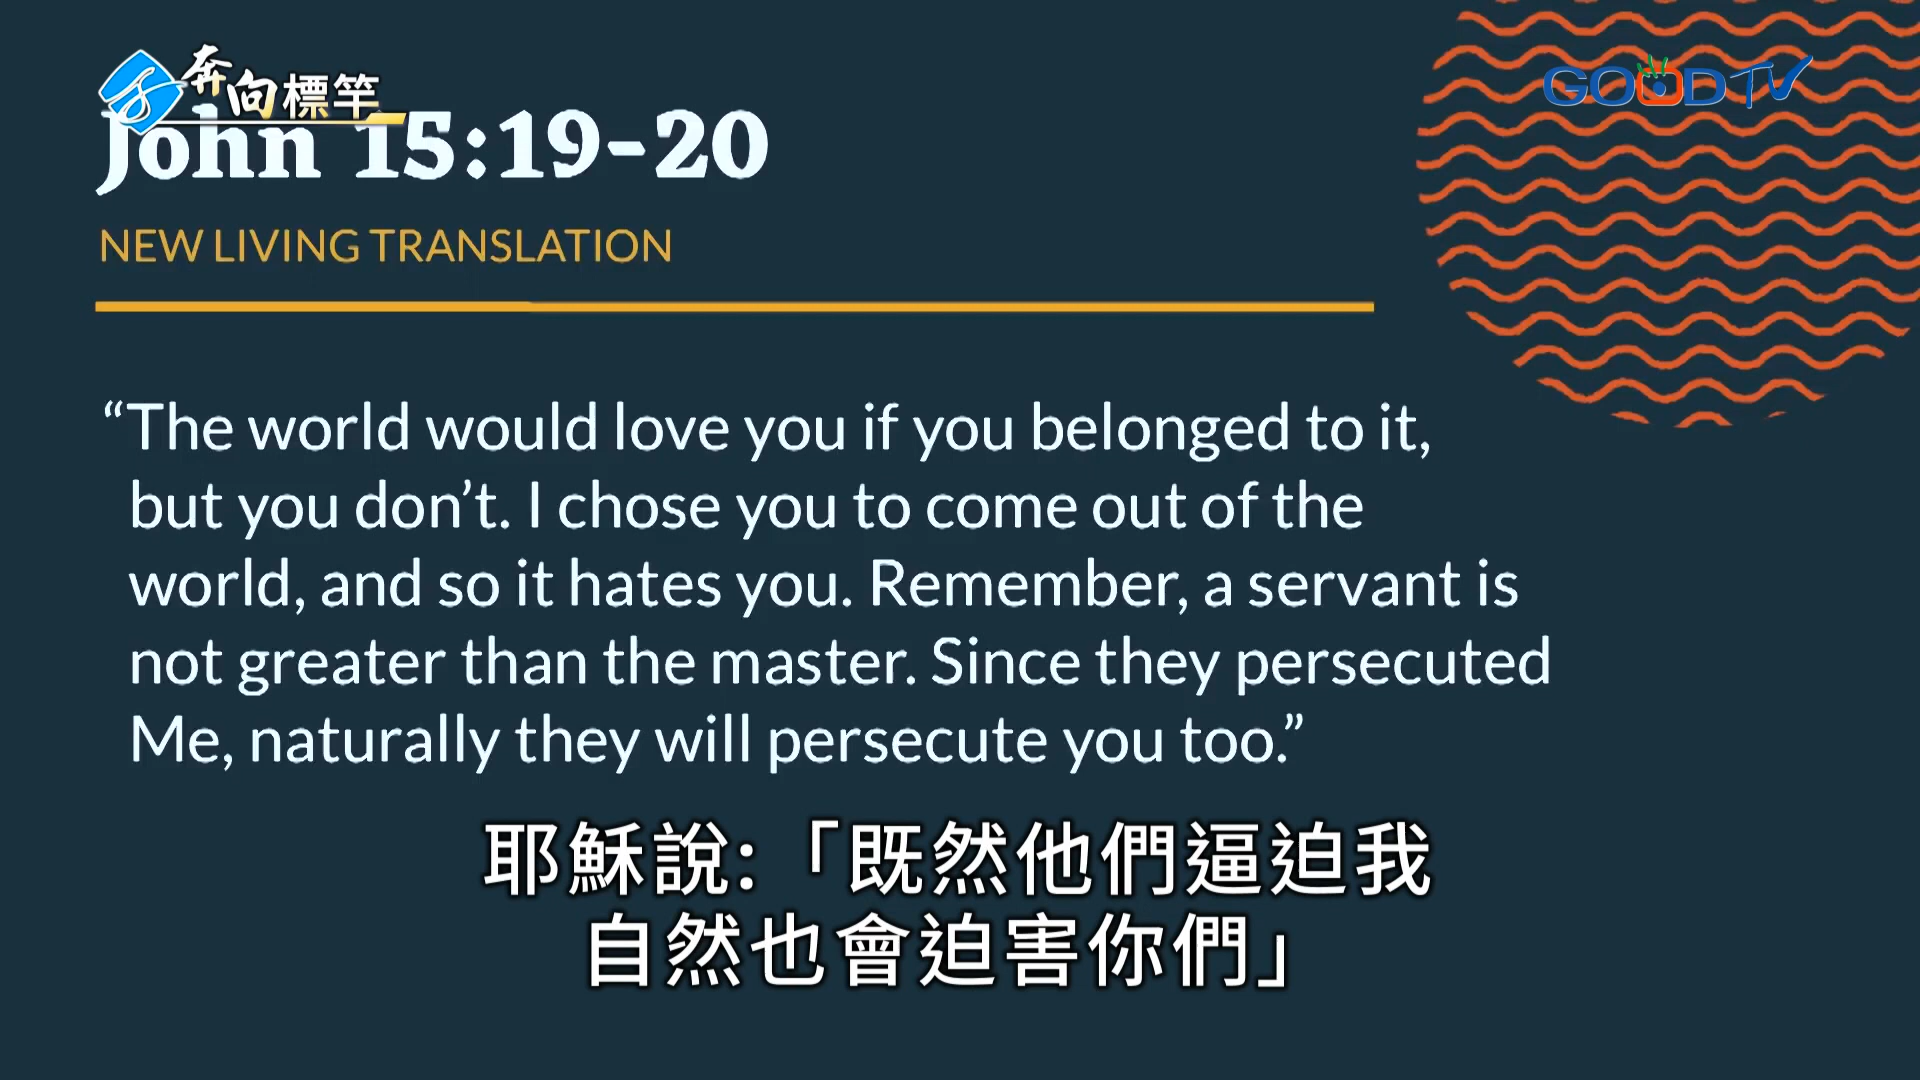 奔向標竿
GOOD TV
John 15:19-20
NEW LIVING TRANSLATION
“The world would love you if you belonged to it,
but you don’t. I chose you to come out of the
world, and so it hates you. Remember, a servant is
not greater than the master. Since they persecuted
Me, naturally they will persecute you too.”
耶穌說:「既然他們逼迫我
自然也會迫害你們」